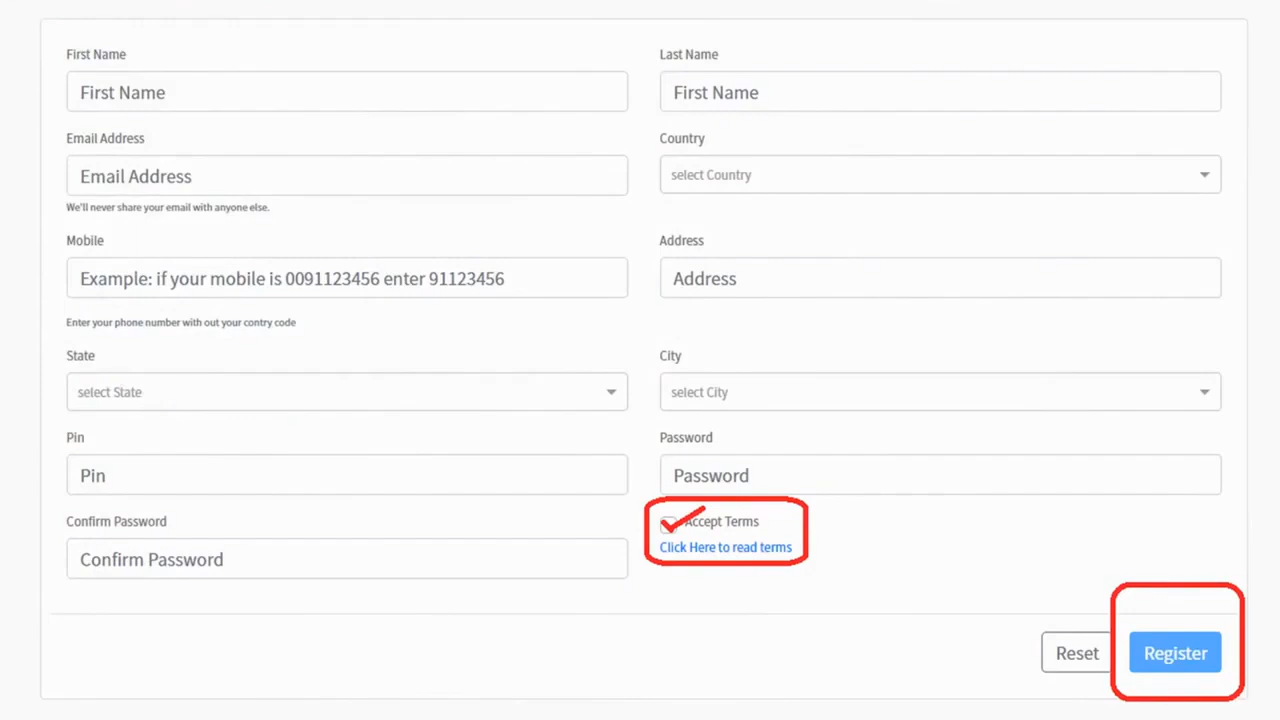 First Name
Last Name
First Name
First Name
Email Address
Country
Email Address
select Country
We'll never share your email with anyone else.
Mobile
Address
Example: if your mobile is 0091123456 enter 91123456
Address
Enter your phone number with out your contry code
State
City
select State
select City
Pin
Password
Pin
Password
Confirm Password
Accept Terms
Click Here to read terms
Confirm Password
Reset
Register